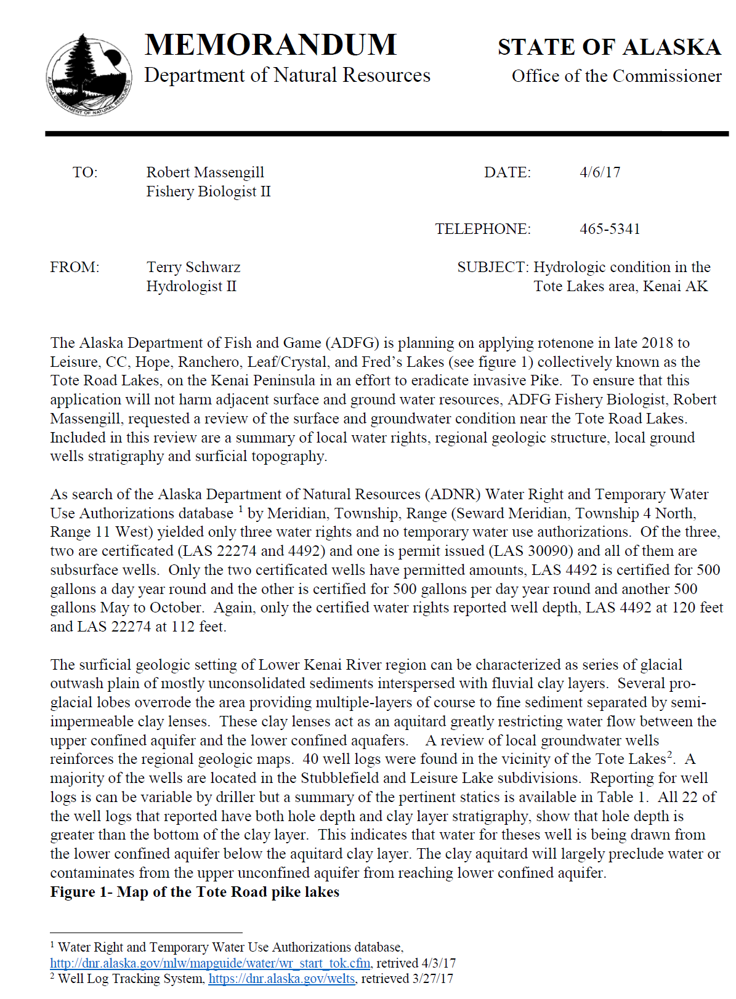 MEMORANDUM
STATE OF ALASKA
Department of Natural Resources
Office of the Commissioner
ALASKA DEPARTMENT OF NATURAL RESOURCES
TO: Robert Massengill
Fishery Biologist II
DATE: 4/6/17
TELEPHONE: 465-5341
FROM: Terry Schwarz
Hydrologist II
SUBJECT: Hydrologic condition in the
Tote Lakes area, Kenai AK
The Alaska Department of Fish and Game (ADFG) is planning on applying rotenone in late 2018 to
Leisure, CC, Hope, Ranchero, Leaf/Crystal, and Fred’s Lakes (see figure 1) collectively known as the
Tote Road Lakes, on the Kenai Peninsula in an effort to eradicate invasive Pike.  To ensure that this
application will not harm adjacent surface and ground water resources, ADFG Fishery Biologist, Robert
Massengill, requested a review of the surface and groundwater condition near the Tote Road Lakes.
Included in this review are a summary of local water rights, regional geologic structure, local ground
wells stratigraphy and surficial topography.
As search of the Alaska Department of Natural Resources (ADNR) Water Right and Temporary Water
Use Authorizations database 1 by Meridian, Township, Range (Seward Meridian, Township 4 North,
Range 11 West) yielded only three water rights and no temporary water use authorizations.  Of the three,
two are certificated (LAS 22274 and 4492) and one is permit issued (LAS 30090) and all of them are
subsurface wells.  Only the two certificated wells have permitted amounts, LAS 4492 is certified for 500
gallons a day year round and the other is certified for 500 gallons per day year round and another 500
gallons May to October.  Again, only the certified water rights reported well depth, LAS 4492 at 120 feet
and LAS 22274 at 112 feet.
The surficial geologic setting of Lower Kenai River region can be characterized as series of glacial
outwash plain of mostly unconsolidated sediments interspersed with fluvial clay layers.  Several pro-
glacial lobes overrode the area providing multiple-layers of course to fine sediment separated by semi-
impermeable clay lenses.  These clay lenses act as an aquitard greatly restricting water flow between the
upper confined aquifer and the lower confined aquafers.    A review of local groundwater wells
reinforces the regional geologic maps.  40 well logs were found in the vicinity of the Tote Lakes2.  A
majority of the wells are located in the Stubblefield and Leisure Lake subdivisions.  Reporting for well
logs is can be variable by driller but a summary of the pertinent statics is available in Table 1.  All 22 of
the well logs that reported have both hole depth and clay layer stratigraphy, show that hole depth is
greater than the bottom of the clay layer.  This indicates that water for theses well is being drawn from
the lower confined aquifer below the aquitard clay layer. The clay aquitard will largely preclude water or
contaminates from the upper unconfined aquifer from reaching lower confined aquifer.
Figure 1- Map of the Tote Road pike lakes
1 Water Right and Temporary Water Use Authorizations database,
http://dnr.alaska.gov/mlw/mapguide/water/wr_start_tok.cfm, retrived 4/3/17
2 Well Log Tracking System, https://dnr.alaska.gov/welts, retrieved 3/27/17